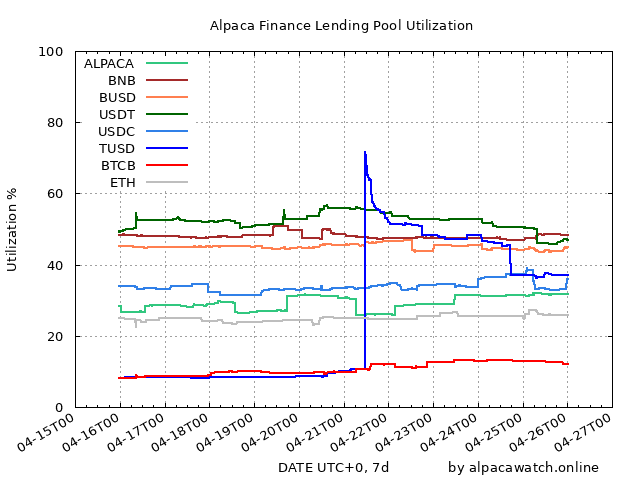 Alpaca Finance Lending Pool Utilization
100
80
60
40
20
0
Utilization %
ALPACA
BNB
BUSD
USDT
USDC
TUSD
BTCB
ETH
04-15T00
04-16T00
04-17T00
04-18T00
04-19T00
04-20T00
04-21T00
04-22T00
04-23T00
04-24T00
04-25T00
04-26T00
04-27T00
DATE UTC+0, 7d
by alpacawatch.online